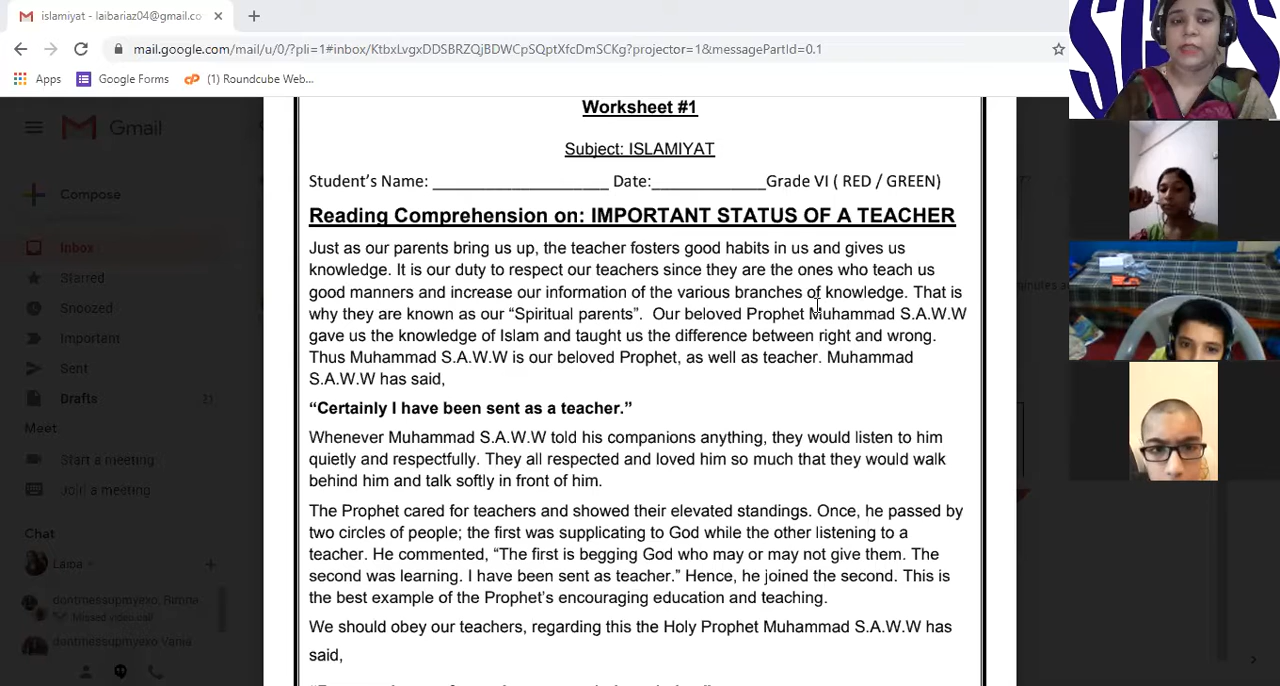 islamiyat - laibariaz04@gmail.co
mail.google.com/mail/u/0/?pli=1#inbox/KtbxLvgxDDSBRZQjBDWCpSQptXfcDmSCKg?projector=1&messagePartId=0.1
Apps Google Forms (1) Roundcube Web...
Gmail
Compose
Inbox
Starred
Snoozed
Important
Sent
Drafts 21
Meet
Start a meeting
Join a meeting
Chat
Laiba
dontmessupmyexo, Rimna
Missed video call
dontmessupmyexo Vania
Worksheet #1
Subject: ISLAMIYAT
Student’s Name: ______________________ Date:______________Grade VI ( RED / GREEN)
Reading Comprehension on: IMPORTANT STATUS OF A TEACHER
Just as our parents bring us up, the teacher fosters good habits in us and gives us
knowledge. It is our duty to respect our teachers since they are the ones who teach us
good manners and increase our information of the various branches of knowledge. That is
why they are known as our “Spiritual parents”. Our beloved Prophet Muhammad S.A.W.W
gave us the knowledge of Islam and taught us the difference between right and wrong.
Thus Muhammad S.A.W.W is our beloved Prophet, as well as teacher. Muhammad
S.A.W.W has said,
“Certainly I have been sent as a teacher.”
Whenever Muhammad S.A.W.W told his companions anything, they would listen to him
quietly and respectfully. They all respected and loved him so much that they would walk
behind him and talk softly in front of him.
The Prophet cared for teachers and showed their elevated standings. Once, he passed by
two circles of people; the first was supplicating to God while the other listening to a
teacher. He commented, “The first is begging God who may or may not give them. The
second was learning. I have been sent as teacher.” Hence, he joined the second. This is
the best example of the Prophet’s encouraging education and teaching.
We should obey our teachers, regarding this the Holy Prophet Muhammad S.A.W.W has
said,